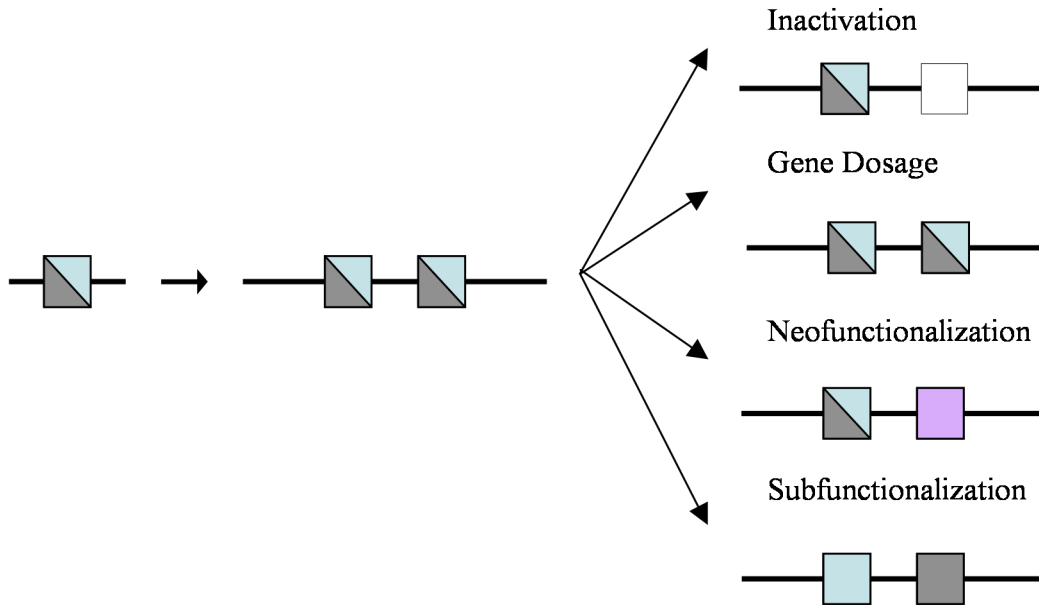 Inactivation
Gene Dosage
Neofunctionalization
Subfunctionalization